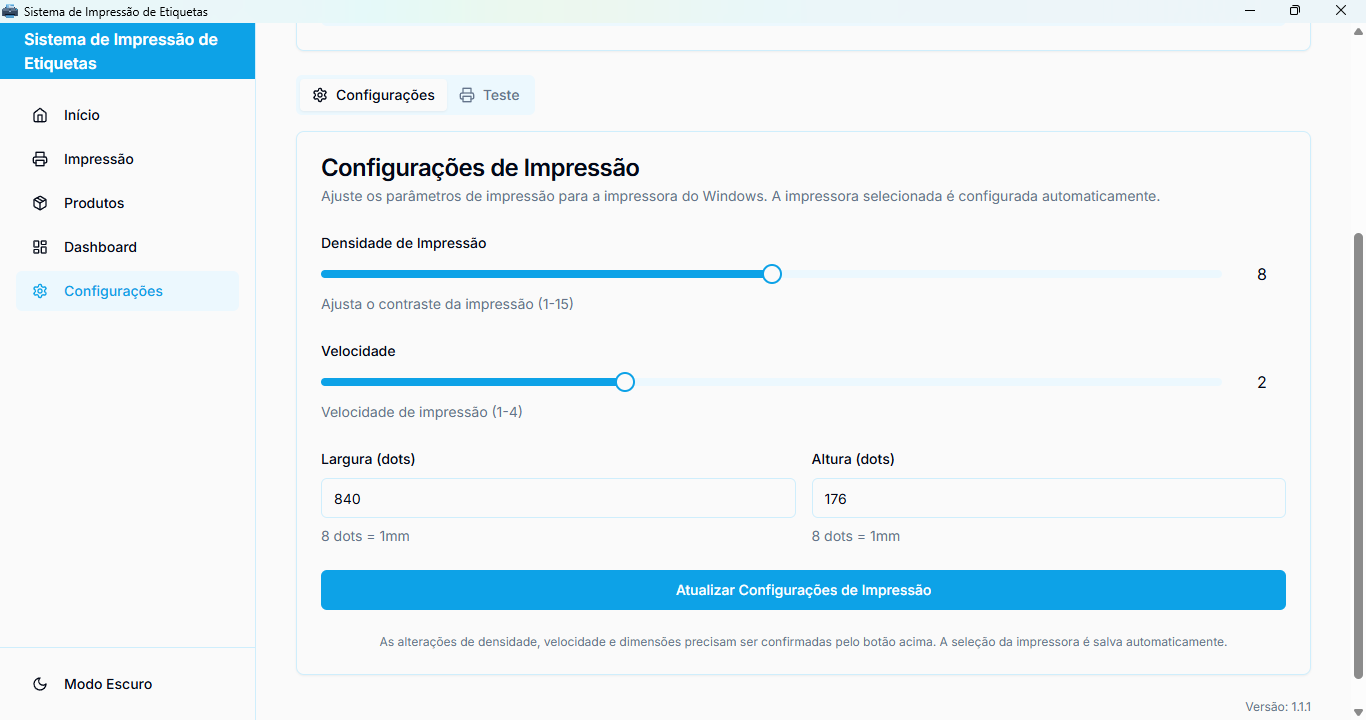 Sistema de Impressão de Etiquetas
Sistema de Impressão de
Etiquetas
Início
Impressão
Produtos
Dashboard
Configurações
Modo Escuro
Configurações
Teste
Configurações de Impressão
Ajuste os parâmetros de impressão para a impressora do Windows. A impressora selecionada é configurada automaticamente.
Densidade de Impressão
8
Ajusta o contraste da impressão (1-15)
Velocidade
2
Velocidade de impressão (1-4)
Largura (dots)
Altura (dots)
840
176
8 dots = 1mm
8 dots = 1mm
Atualizar Configurações de Impressão
As alterações de densidade, velocidade e dimensões precisam ser confirmadas pelo botão acima. A seleção da impressora é salva automaticamente.
Versão: 1.1.1